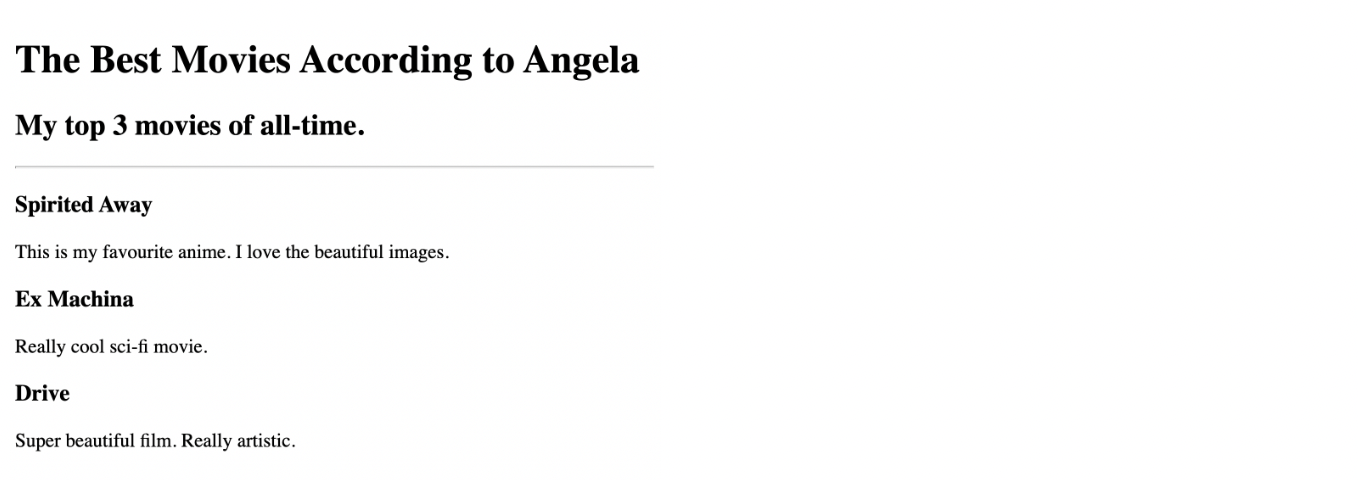 The Best Movies According to Angela
My top 3 movies of all-time.
Spirited Away
This is my favourite anime. I love the beautiful images.
Ex Machina
Really cool sci-fi movie.
Drive
Super beautiful film. Really artistic.